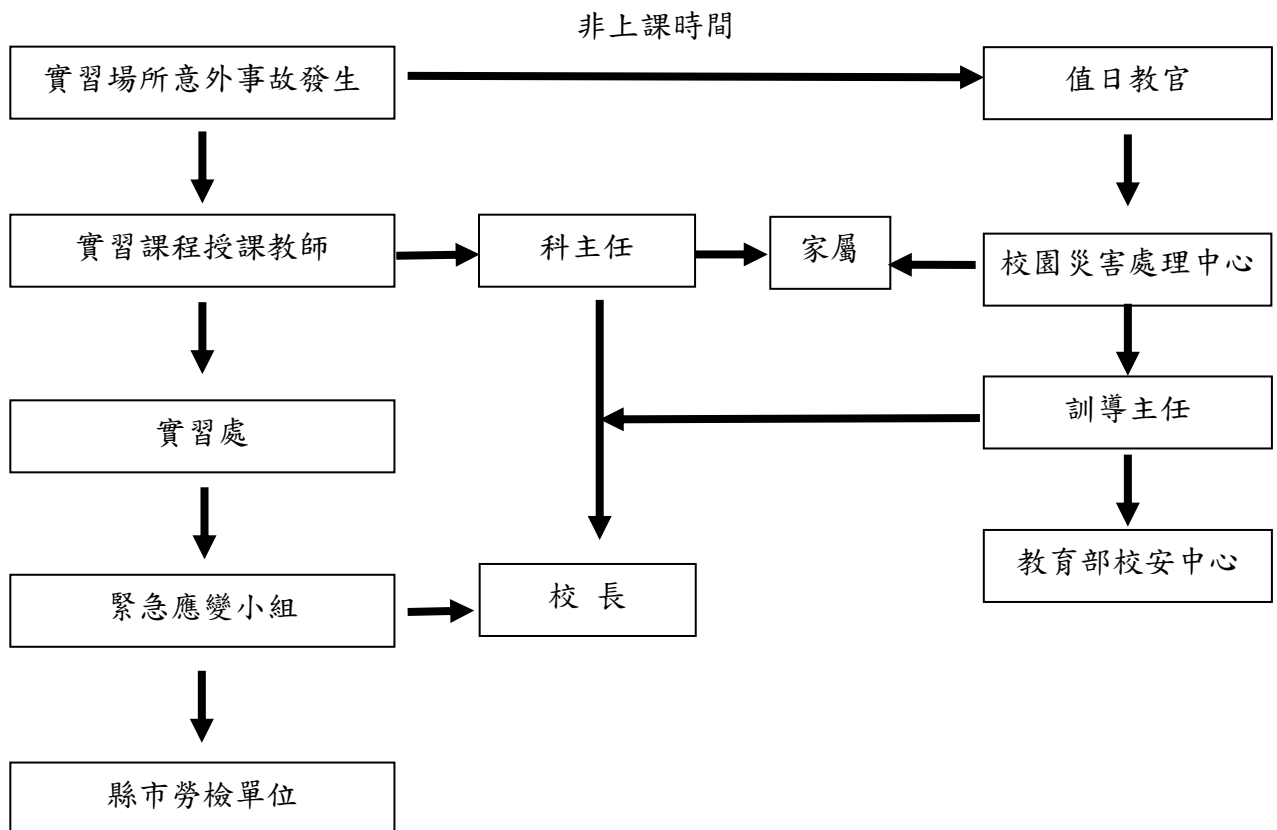 非上課時間
實習場所意外事故發生
值日教官
實習課程授課教師
科主任
家屬
校園災害處理中心
訓導主任
實習處
教育部校安中心
緊急應變小組
校 長
縣市勞檢單位